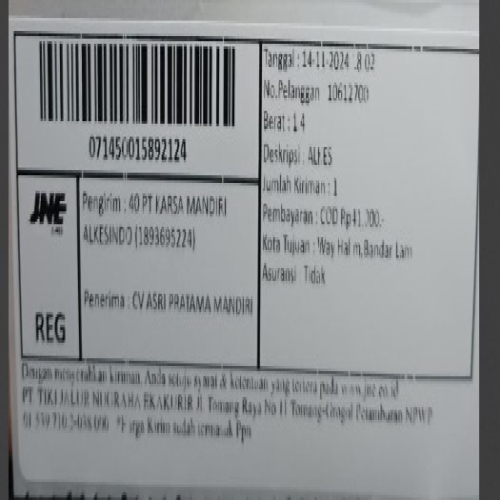 071450015892124
JNE
REG
Pengirim : 40 PT KARSA MANDIRI
ALKESINDO (1893695224)
Penerima : CV ASRI PRATAMA MANDIRI
Tanggal : 14-11-2024
No.Pelanggan 10612700
Berat : 1.4
Deskripsi : ALKES
Jumlah Kiriman : 1
Pembayaran : COD Rp41.200,-
Kota Tujuan : Way Halim,Bandar Lam
Asuransi Tidak
Dengan menyerahkan kiriman, Anda setuju syarat & ketentuan yang tertera pada www.jne.co.id
PT. TIKI JALUR NUGRAHA EKAKURIR Jl. Tomang Raya No 11 Tomang-Grogol Petamburan NPWP
*Harga Kirim sudah termasuk Ppn